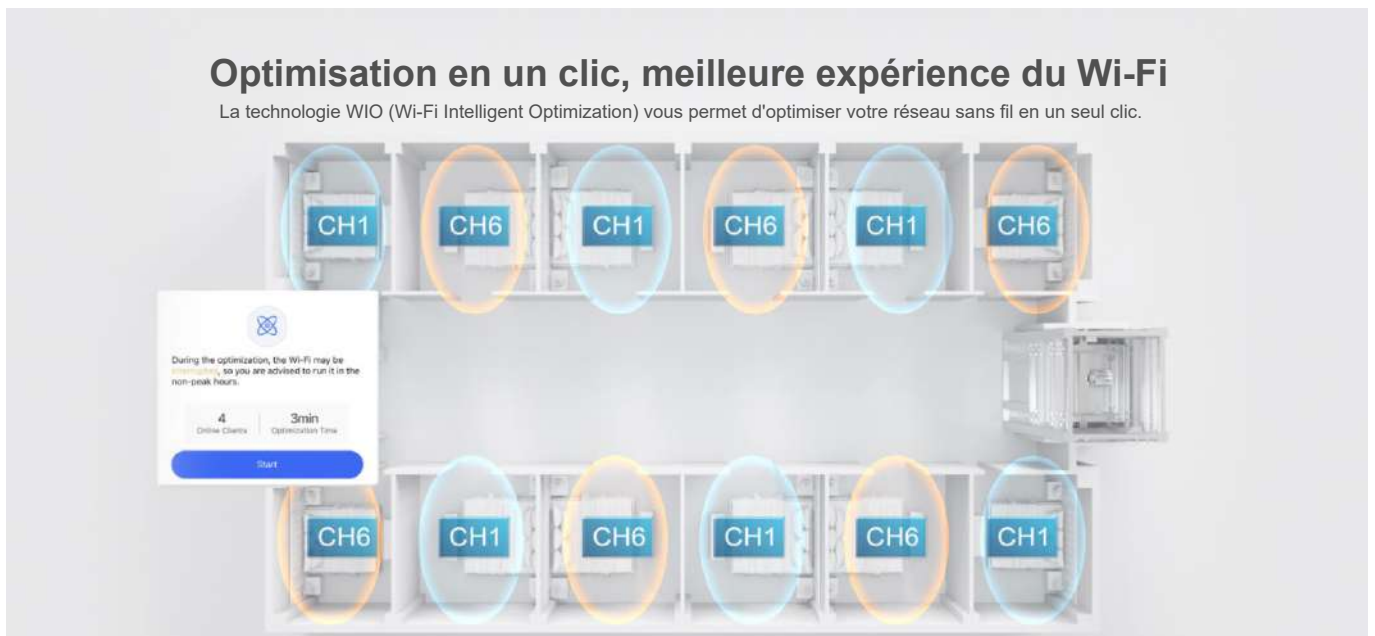 Optimisation en un clic, meilleure expérience du Wi-Fi
La technologie WIO (Wi-Fi Intelligent Optimization) vous permet d'optimiser votre réseau sans fil en un seul clic.
CH1 CH6 CH1 CH6 CH1 CH6
During the optimization, the Wi-Fi may be
, so you are advised to run it in the
non-peak hours.
4 3min
Online Clients Optimization Time
Start
CH6 CH1 CH6 CH1 CH6 CH1